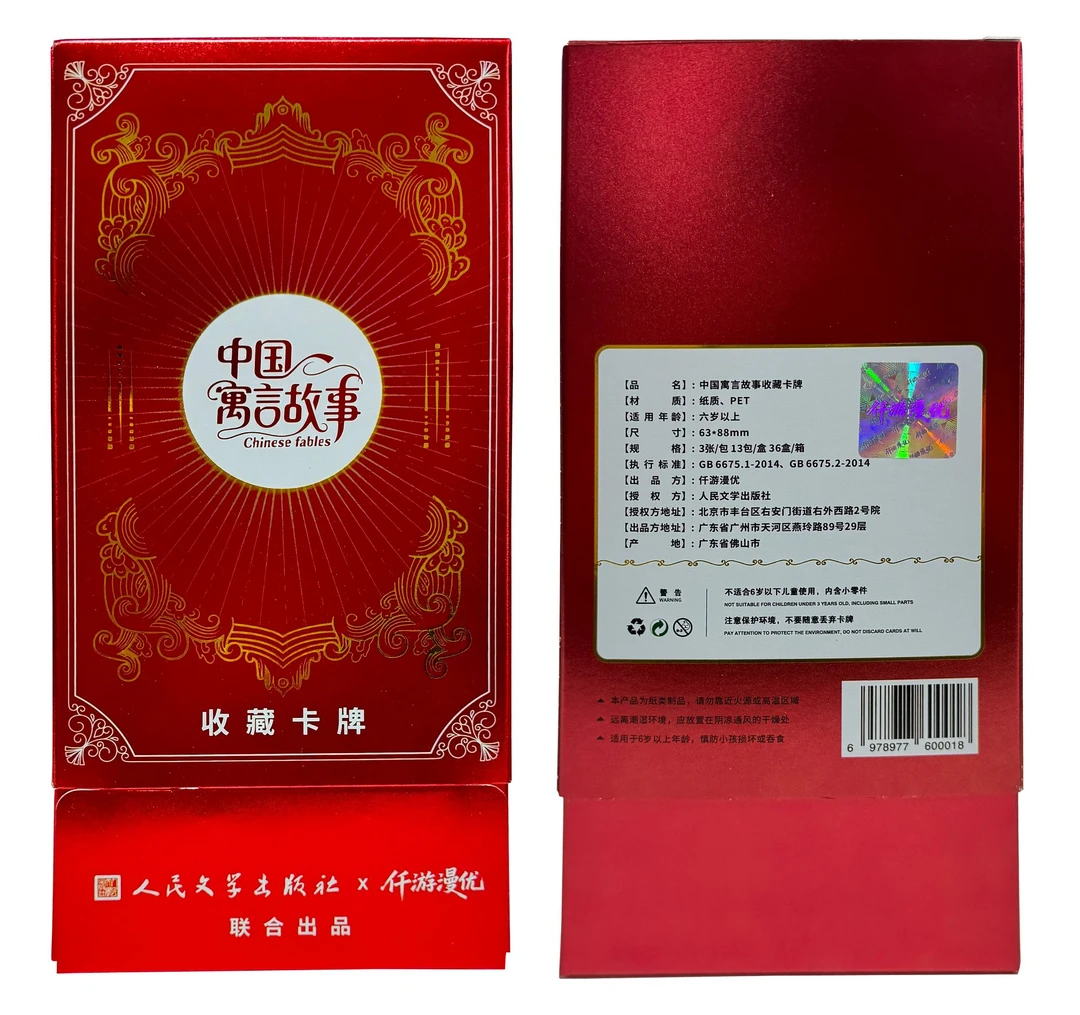 中国
寓言故事
Chinese fables
收藏卡牌
人民文学出版社 x 仟游漫优
联合出品
【品名】:中国寓言故事收藏卡牌
【材质】:纸质、PET
【适用年龄】:六岁以上
【尺寸】:63*88mm
【规格】:3张/包 13包/盒 36盒/箱
【执行标准】:GB 6675.1-2014、GB 6675.2-2014
【出品方】:仟游漫优
【授权方】:人民文学出版社
【授权方地址】:北京市丰台区右安门街道右外西路2号院
【出品方地址】:广东省广州市天河区燕玲路89号29层
【产地】:广东省佛山市
仟游漫优
警告
WARNING
不适合6岁以下儿童使用，内含小零件
NOT SUITABLE FOR CHILDREN UNDER 3 YEARS OLD, INCLUDING SMALL PARTS
注意保护环境，不要随意丢弃卡牌
PAY ATTENTION TO PROTECT THE ENVIRONMENT, DO NOT DISCARD CARDS AT WILL
本产品为纸类制品，请勿靠近火源或高温区域
远离潮湿环境，应放置在阴凉通风的干燥处
适用于6岁以上年龄，慎防小孩损坏或吞食
6 978977 600018